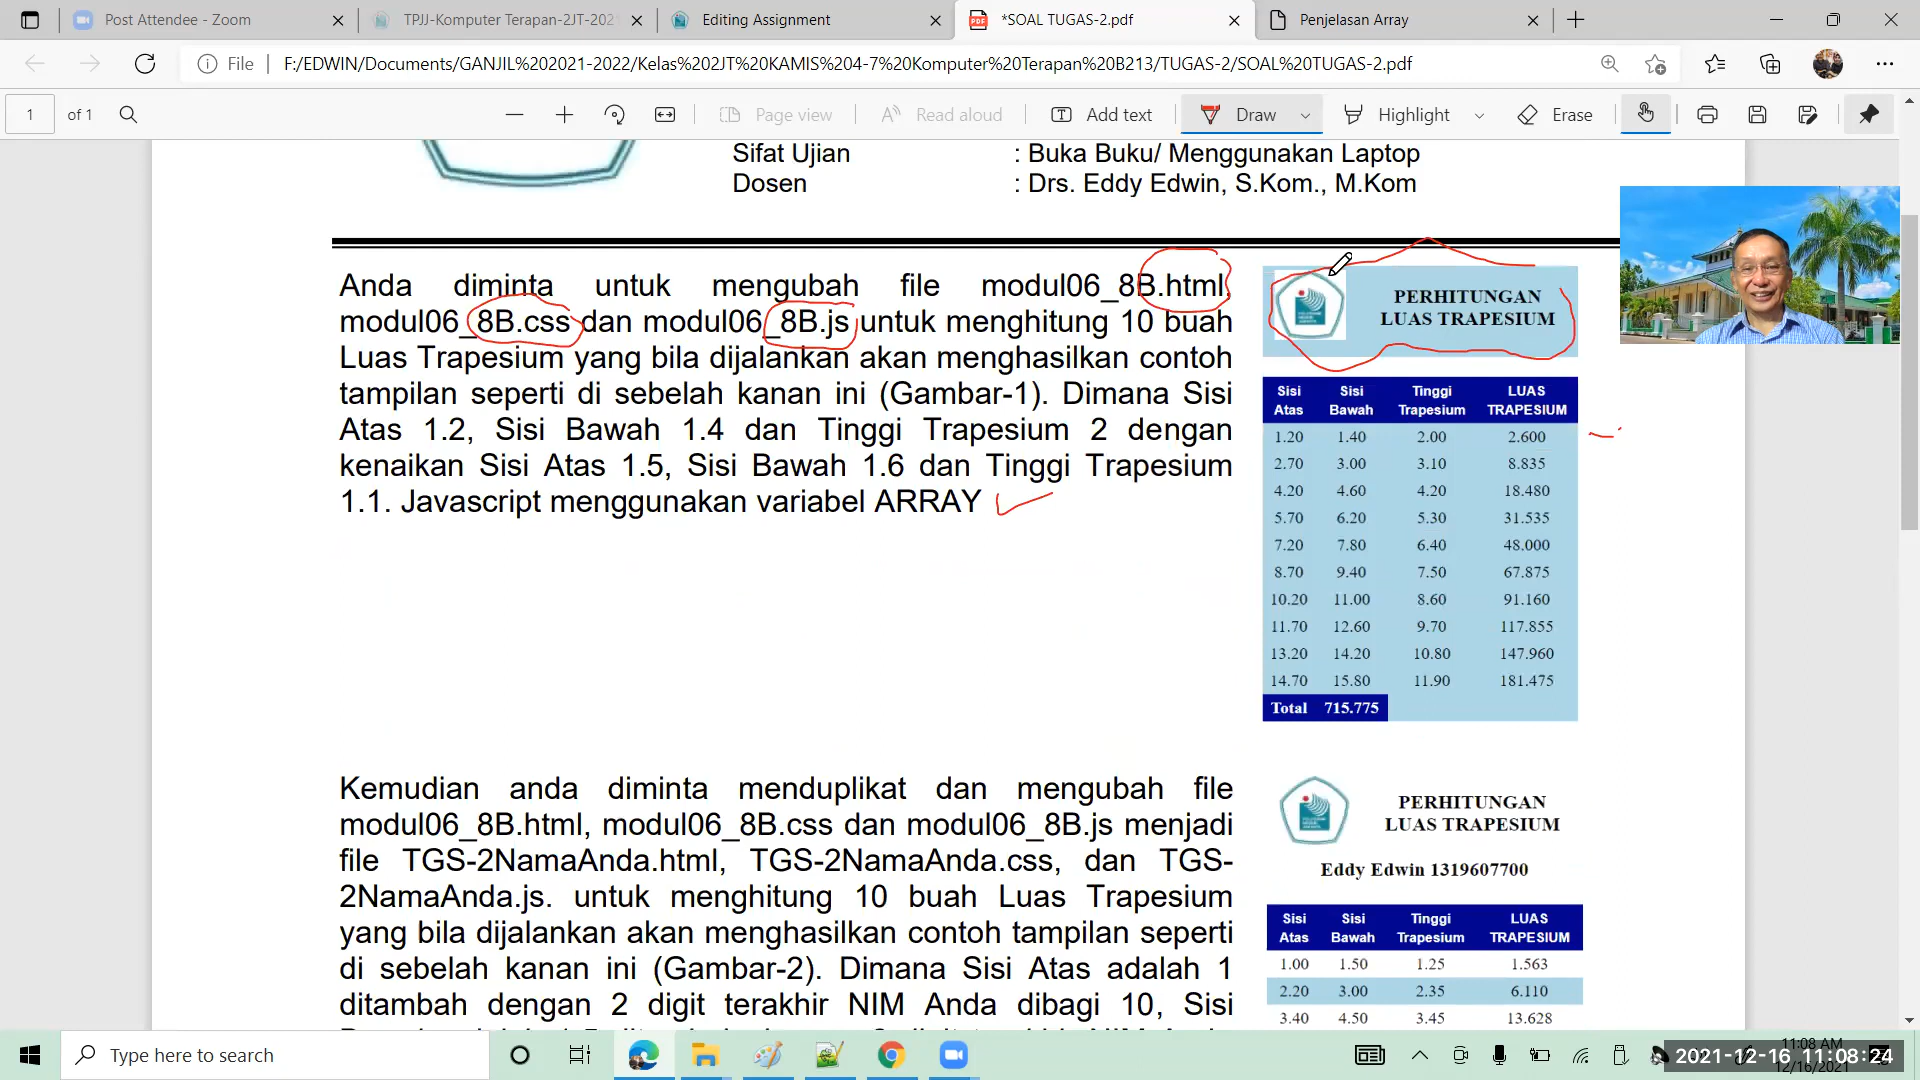 Post Attendee - Zoom
TPJJ-Komputer Terapan-2JT-202
Editing Assignment
*SOAL TUGAS-2.pdf
Penjelasan Array
File
F:/EDWIN/Documents/GANJIL%202021-2022/Kelas%202JT%20KAMIS%204-7%20Komputer%20Terapan%20B213/TUGAS-2/SOAL%20TUGAS-2.pdf
1 of 1
Page view
Read aloud
Add text
Draw
Highlight
Erase
Sifat Ujian : Buka Buku/ Menggunakan Laptop
Dosen : Drs. Eddy Edwin, S.Kom., M.Kom
Anda diminta untuk mengubah file modul06_8B.html,
modul06_8B.css dan modul06_8B.js untuk menghitung 10 buah
Luas Trapesium yang bila dijalankan akan menghasilkan contoh
tampilan seperti di sebelah kanan ini (Gambar-1). Dimana Sisi
Atas 1.2, Sisi Bawah 1.4 dan Tinggi Trapesium 2 dengan
kenaikan Sisi Atas 1.5, Sisi Bawah 1.6 dan Tinggi Trapesium
1.1. Javascript menggunakan variabel ARRAY
PERHITUNGAN
LUAS TRAPESIUM
Sisi Sisi Tinggi LUAS
Atas Bawah Trapesium TRAPESIUM
1.20 1.40 2.00 2.600
2.70 3.00 3.10 8.835
4.20 4.60 4.20 18.480
5.70 6.20 5.30 31.535
7.20 7.80 6.40 48.000
8.70 9.40 7.50 67.875
10.20 11.00 8.60 91.160
11.70 12.60 9.70 117.855
13.20 14.20 10.80 147.960
14.70 15.80 11.90 181.475
Total 715.775
Kemudian anda diminta menduplikat dan mengubah file
modul06_8B.html, modul06_8B.css dan modul06_8B.js menjadi
file TGS-2NamaAnda.html, TGS-2NamaAnda.css, dan TGS-
2NamaAnda.js. untuk menghitung 10 buah Luas Trapesium
yang bila dijalankan akan menghasilkan contoh tampilan seperti
di sebelah kanan ini (Gambar-2). Dimana Sisi Atas adalah 1
ditambah dengan 2 digit terakhir NIM Anda dibagi 10, Sisi
PERHITUNGAN
LUAS TRAPESIUM
Eddy Edwin 1319607700
Sisi Sisi Tinggi LUAS
Atas Bawah Trapesium TRAPESIUM
1.00 1.50 1.25 1.563
2.20 3.00 2.35 6.110
3.40 4.50 3.45 13.628
Type here to search
11:08 AM
2021-12-16 11:08:24